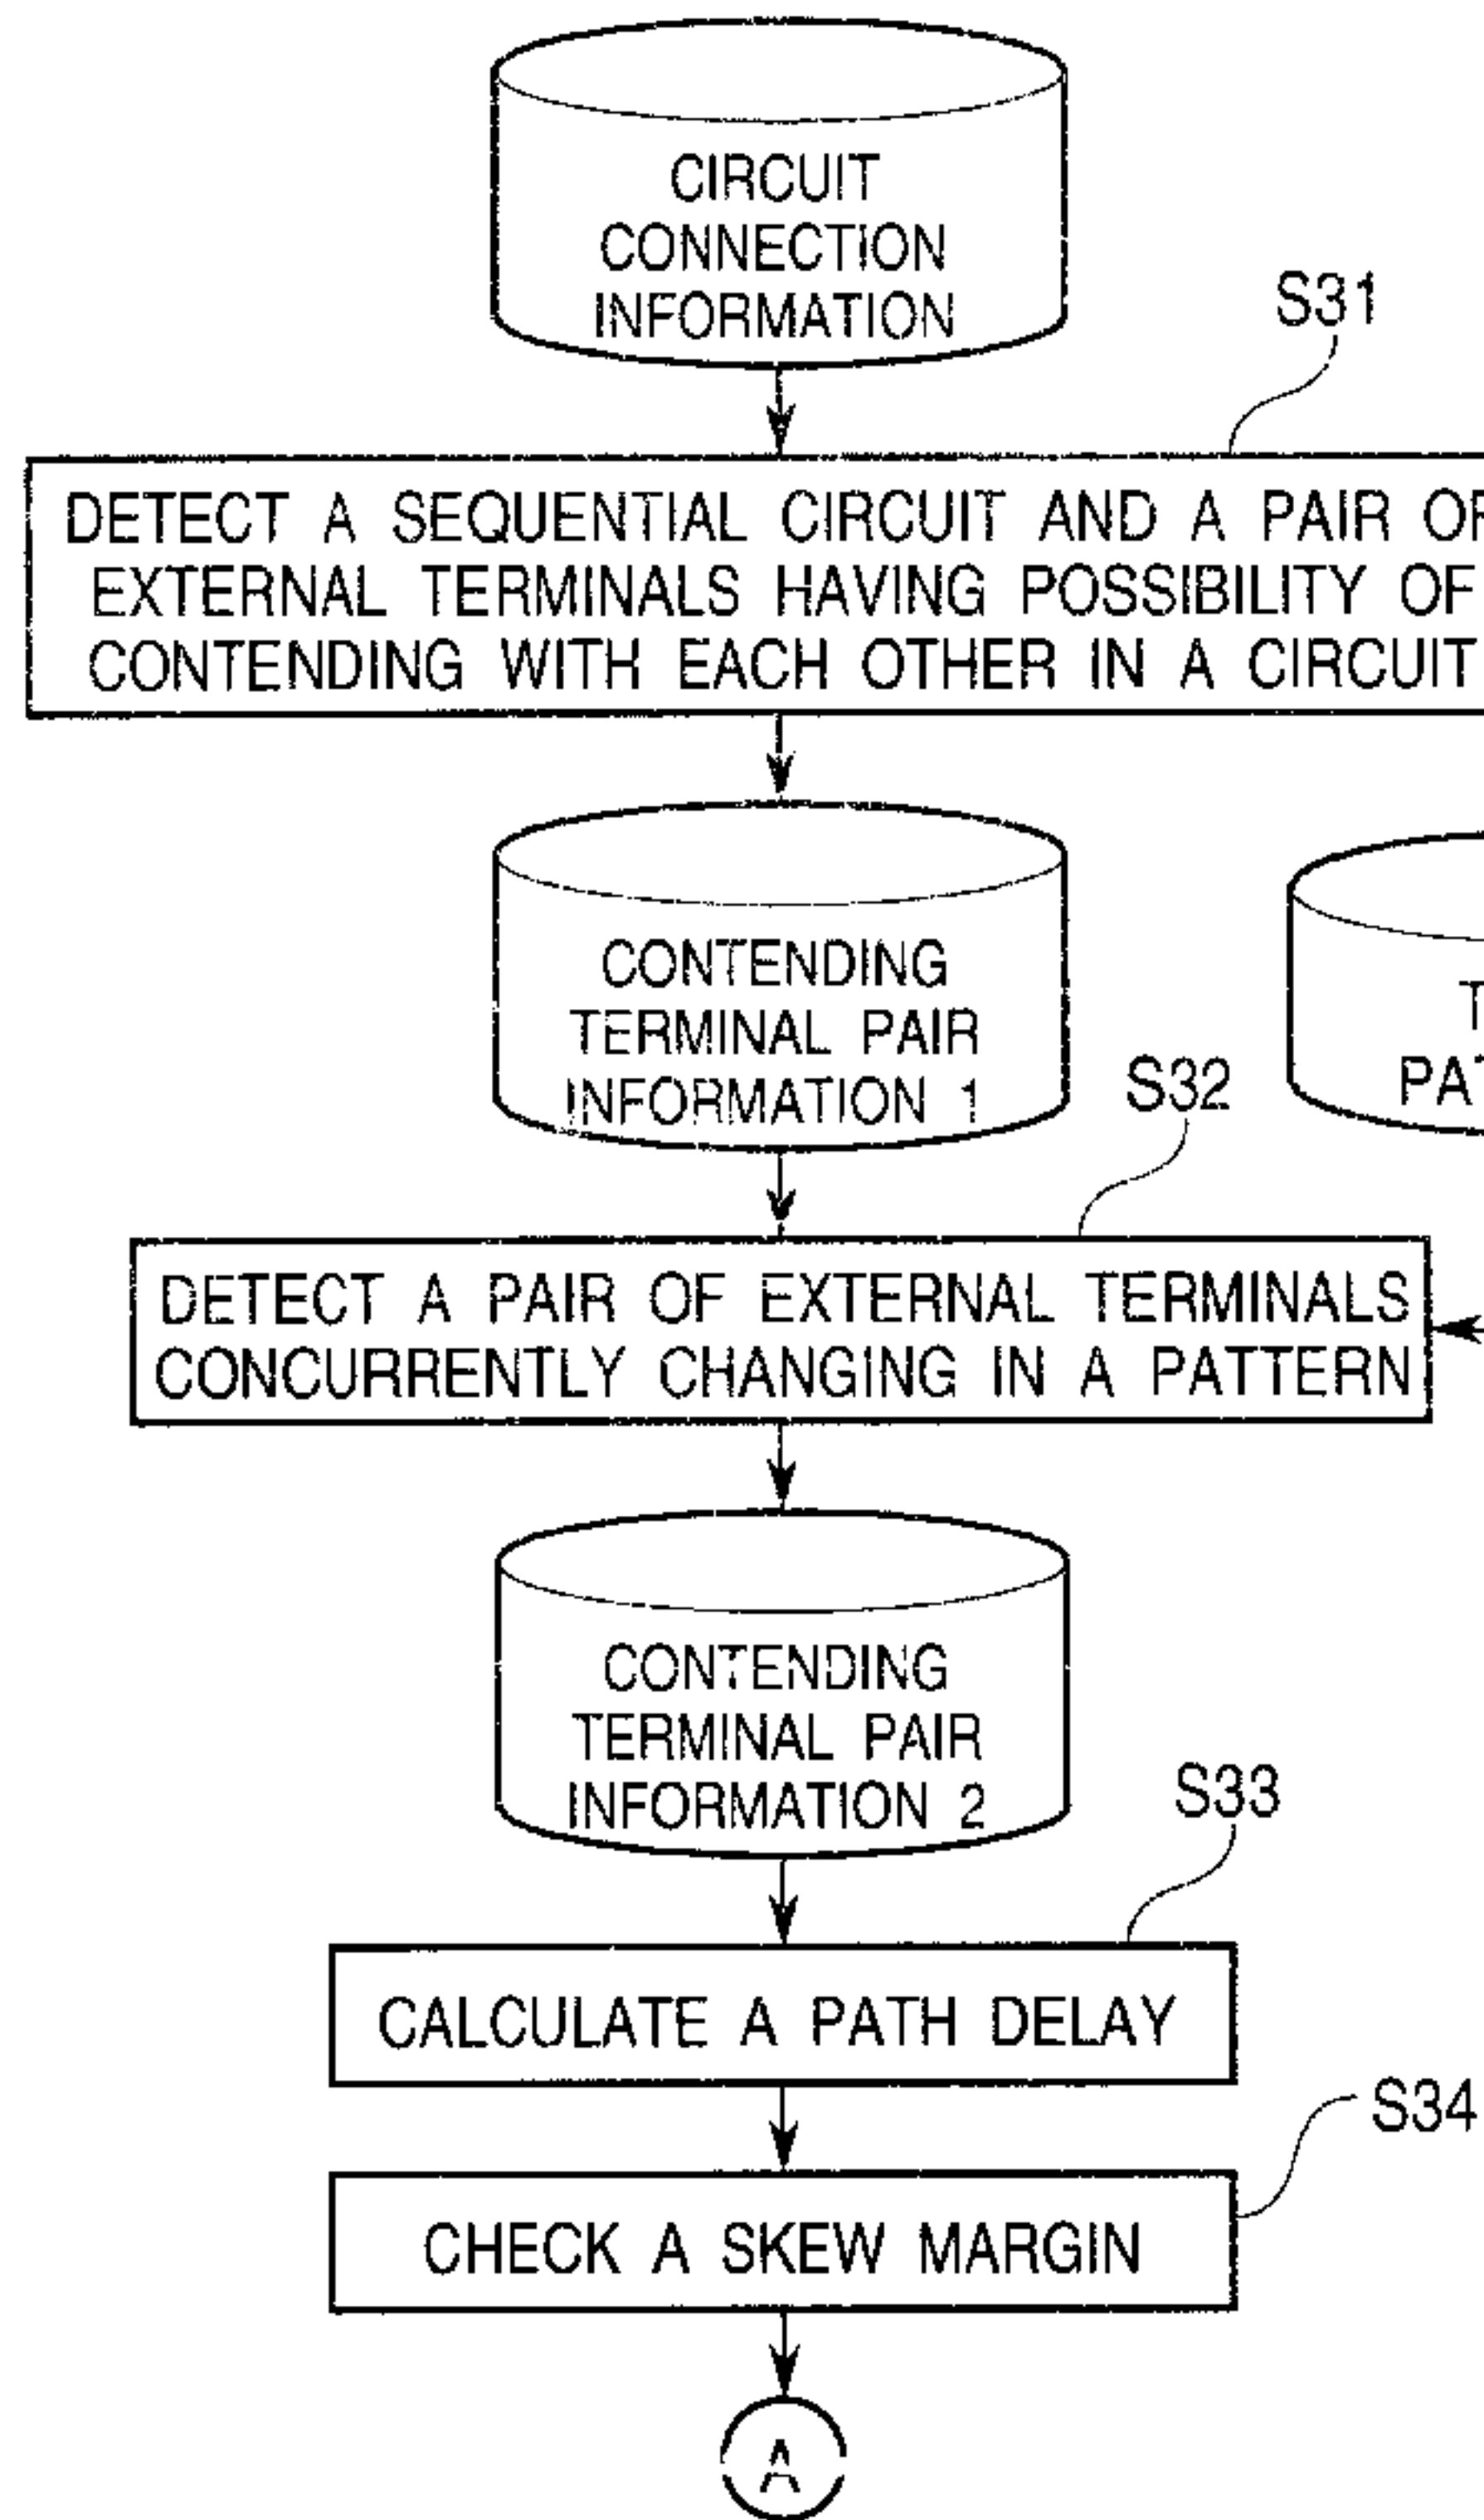 CIRCUIT
CONNECTION
INFORMATION
S31
DETECT A SEQUENTIAL CIRCUIT AND A PAIR OF
EXTERNAL TERMINALS HAVING POSSIBILITY OF
CONTENDING WITH EACH OTHER IN A CIRCUIT
CONTENDING
TERMINAL PAIR
INFORMATION 1
S32
DETECT A PAIR OF EXTERNAL TERMINALS
CONCURRENTLY CHANGING IN A PATTERN
CONTENDING
TERMINAL PAIR
INFORMATION 2
S33
CALCULATE A PATH DELAY
S34
CHECK A SKEW MARGIN
A